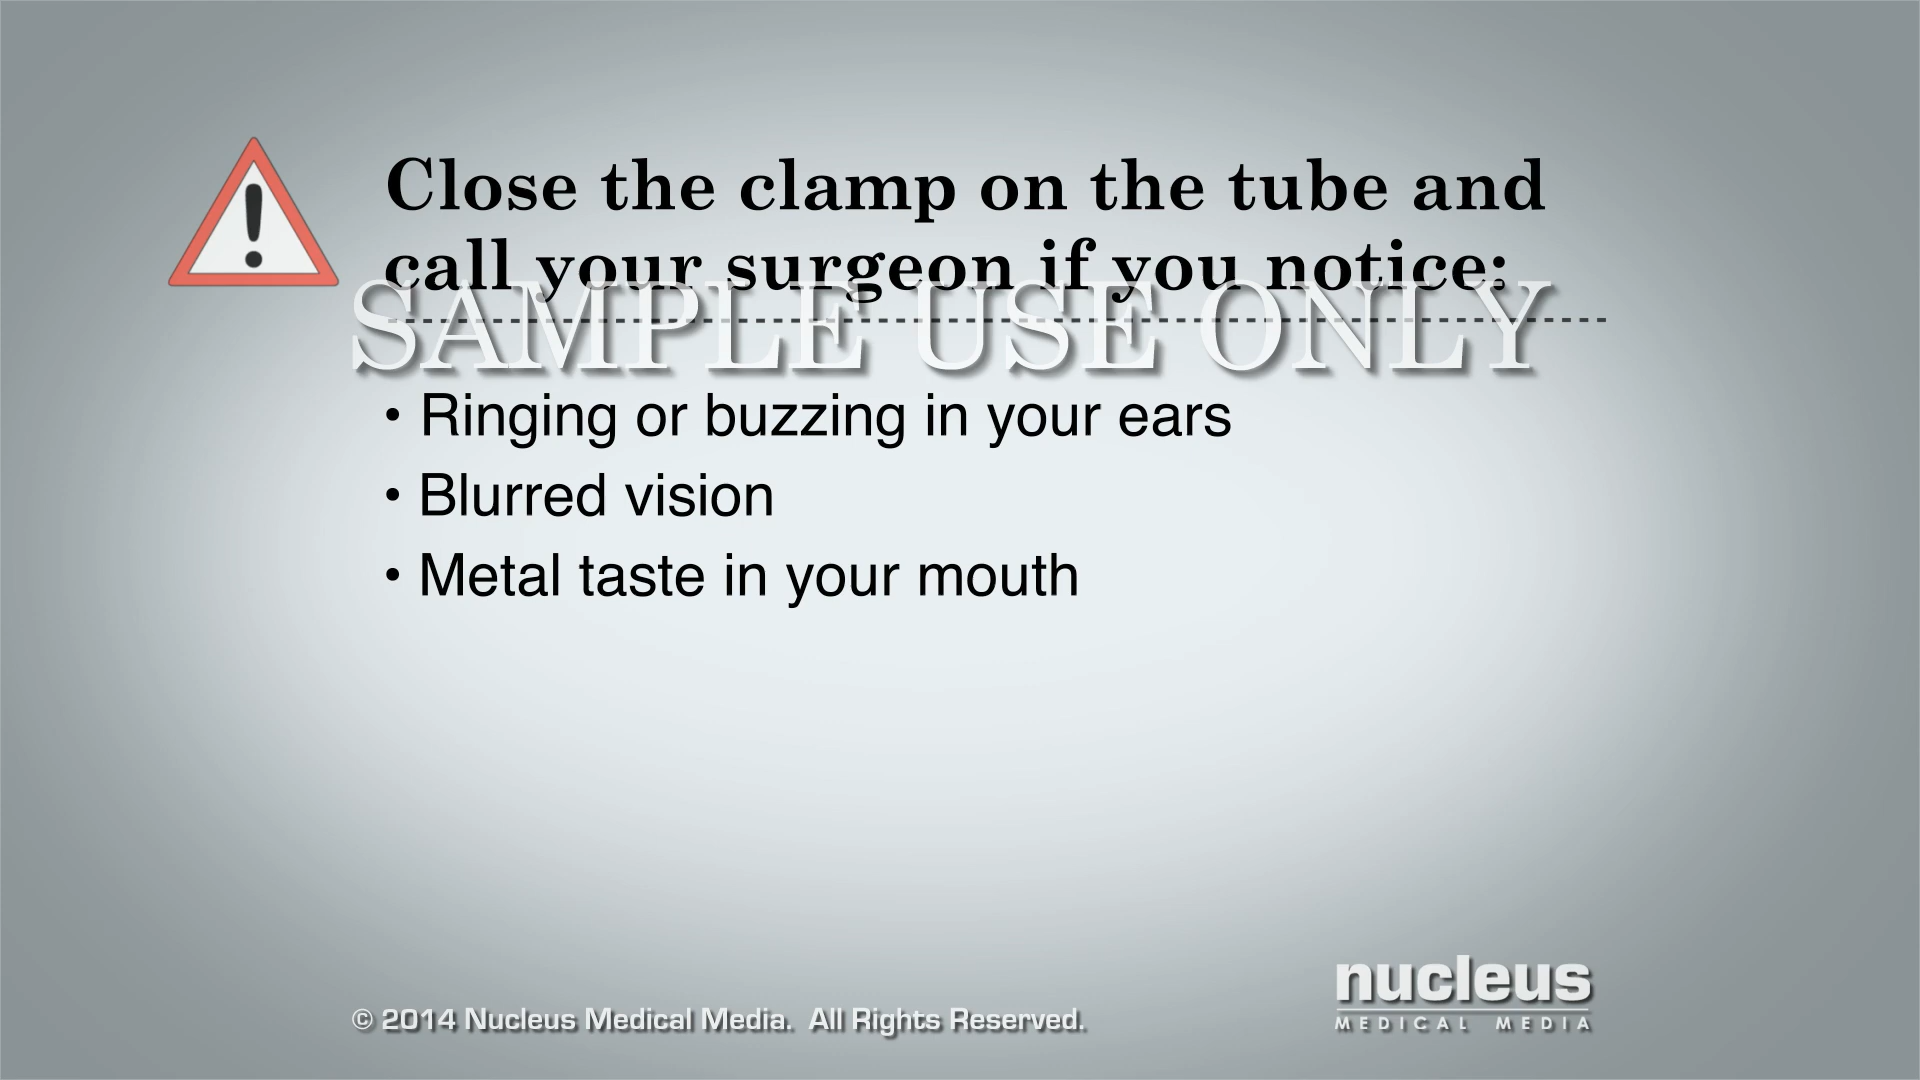 Close the clamp on the tube and
call your surgeon if you notice:
SAMPLE USE ONLY
• Ringing or buzzing in your ears
• Blurred vision
• Metal taste in your mouth
nucleus
MEDICAL MEDIA
© 2014 Nucleus Medical Media. All Rights Reserved.